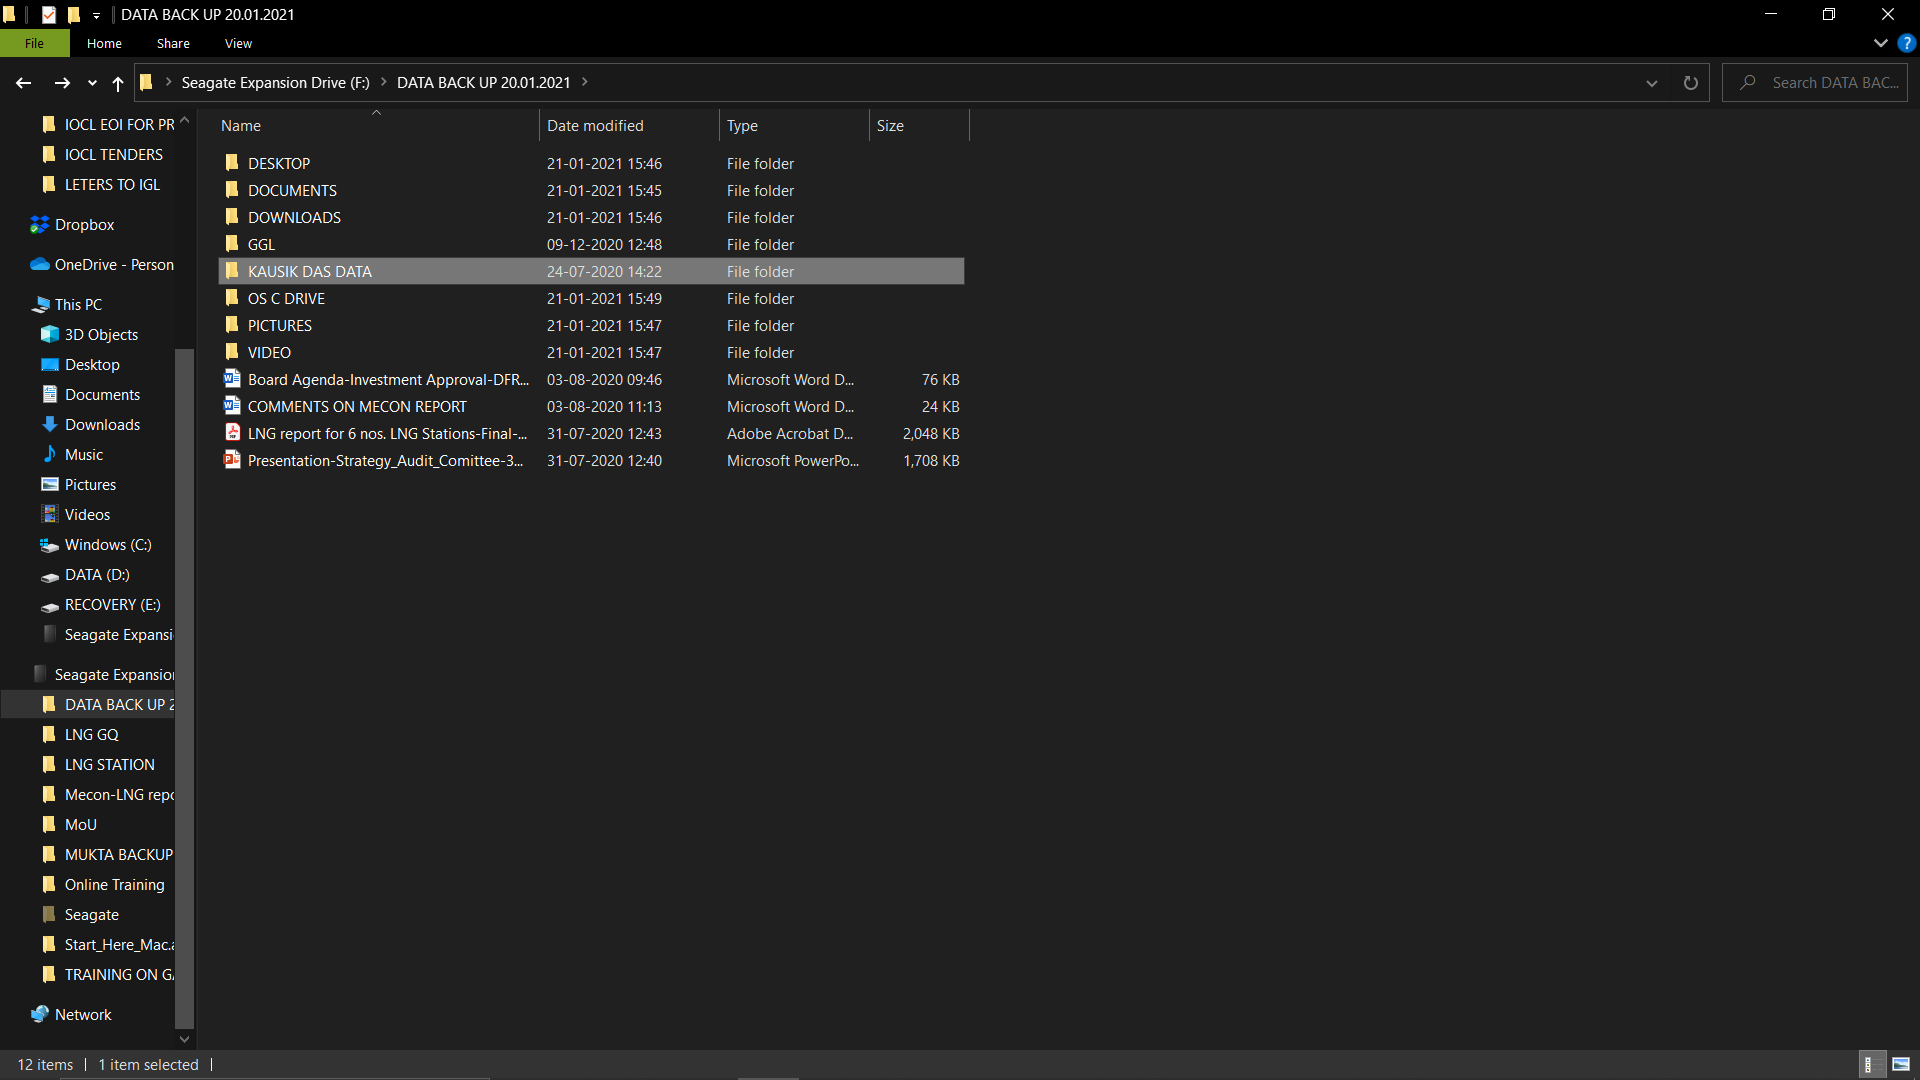 DATA BACK UP 20.01.2021
File Home Share View
?
Seagate Expansion Drive (F:) DATA BACK UP 20.01.2021
Search DATA BAC...
IOCL EOI FOR PR
IOCL TENDERS
LETERS TO IGL
Dropbox
OneDrive - Person
This PC
3D Objects
Desktop
Documents
Downloads
Music
Pictures
Videos
Windows (C:)
DATA (D:)
RECOVERY (E:)
Seagate Expansi
Seagate Expansion
DATA BACK UP 2
LNG GQ
LNG STATION
Mecon-LNG repo
MoU
MUKTA BACKUP
Online Training
Seagate
Start_Here_Mac.a
TRAINING ON GA
Network
Name Date modified Type Size
DESKTOP 21-01-2021 15:46 File folder
DOCUMENTS 21-01-2021 15:45 File folder
DOWNLOADS 21-01-2021 15:46 File folder
GGL 09-12-2020 12:48 File folder
KAUSIK DAS DATA 24-07-2020 14:22 File folder
OS C DRIVE 21-01-2021 15:49 File folder
PICTURES 21-01-2021 15:47 File folder
VIDEO 21-01-2021 15:47 File folder
Board Agenda-Investment Approval-DFR... 03-08-2020 09:46 Microsoft Word D... 76 KB
COMMENTS ON MECON REPORT 03-08-2020 11:13 Microsoft Word D... 24 KB
LNG report for 6 nos. LNG Stations-Final-... 31-07-2020 12:43 Adobe Acrobat D... 2,048 KB
Presentation-Strategy_Audit_Comittee-3... 31-07-2020 12:40 Microsoft PowerPo... 1,708 KB
12 items 1 item selected